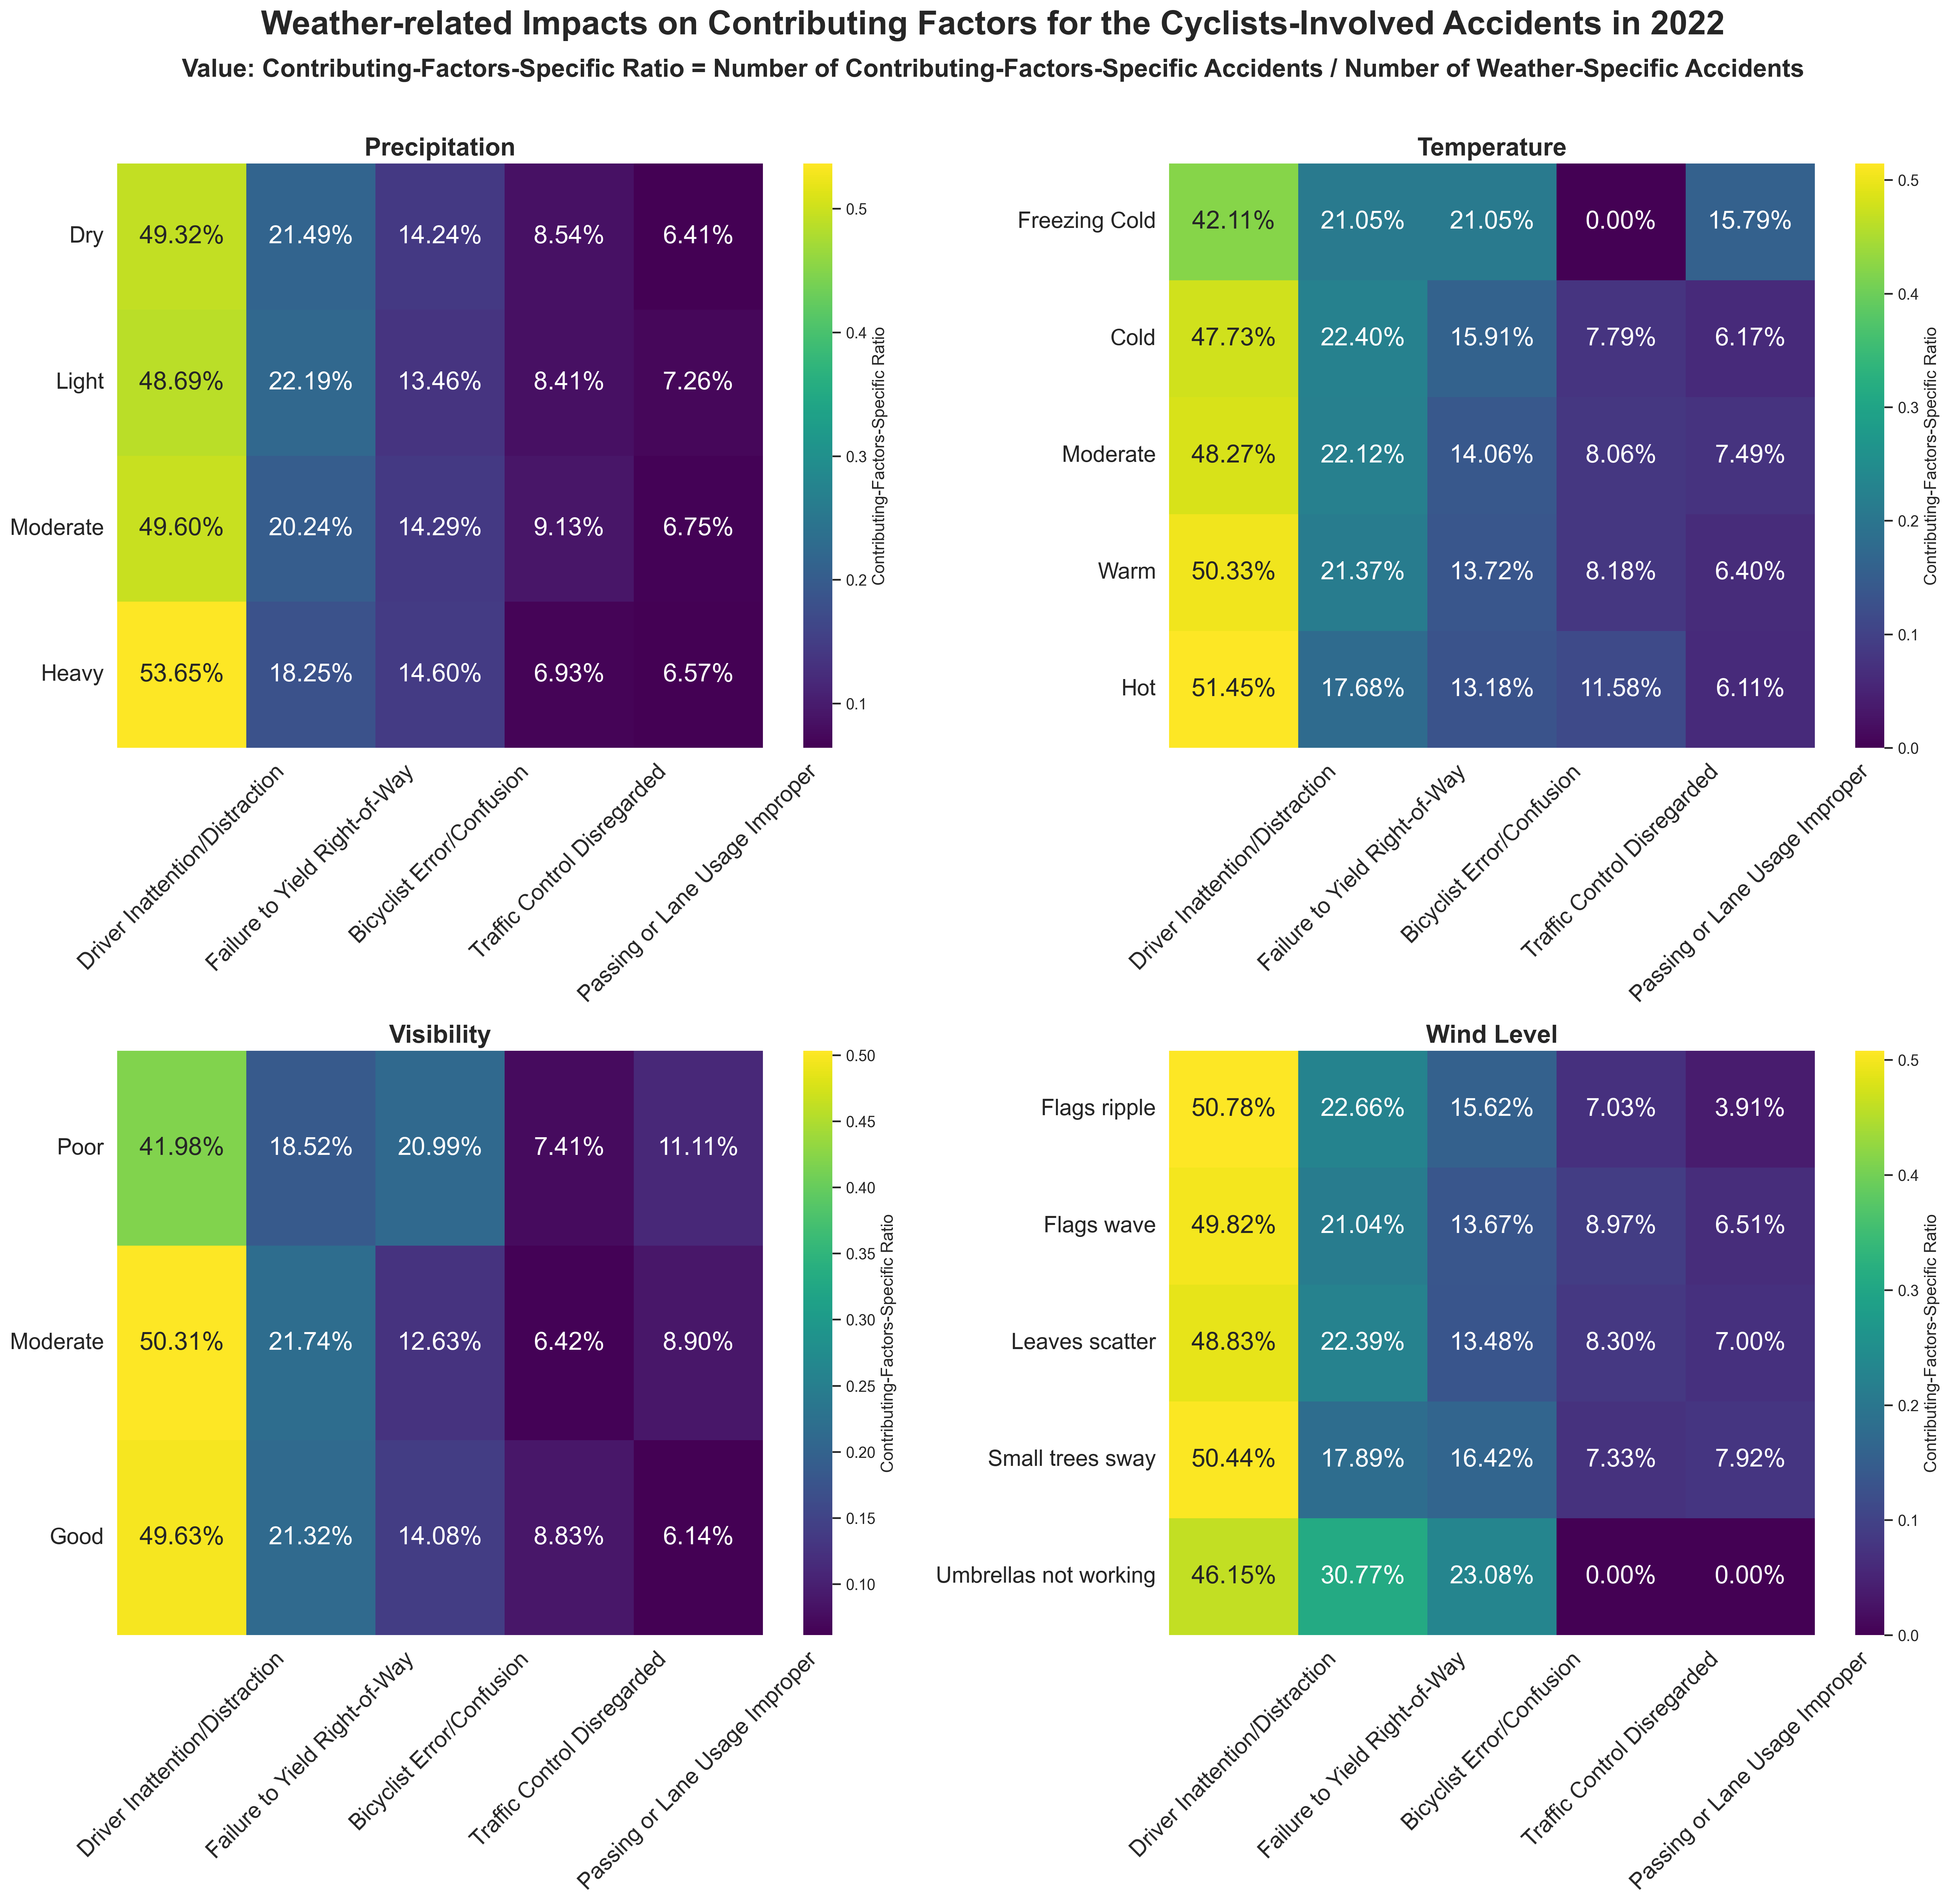 Weather-related Impacts on Contributing Factors for the Cyclists-Involved Accidents in 2022
Value: Contributing-Factors-Specific Ratio = Number of Contributing-Factors-Specific Accidents / Number of Weather-Specific Accidents
Precipitation
Dry 49.32% 21.49% 14.24% 8.54% 6.41%
Light 48.69% 22.19% 13.46% 8.41% 7.26%
Moderate 49.60% 20.24% 14.29% 9.13% 6.75%
Heavy 53.65% 18.25% 14.60% 6.93% 6.57%
Driver Inattention/Distraction
Failure to Yield Right-of-Way
Bicyclist Error/Confusion
Traffic Control Disregarded
Passing or Lane Usage Improper
0.5
0.4
0.3
0.2
0.1
Contributing-Factors-Specific Ratio
Temperature
Freezing Cold 42.11% 21.05% 21.05% 0.00% 15.79%
Cold 47.73% 22.40% 15.91% 7.79% 6.17%
Moderate 48.27% 22.12% 14.06% 8.06% 7.49%
Warm 50.33% 21.37% 13.72% 8.18% 6.40%
Hot 51.45% 17.68% 13.18% 11.58% 6.11%
Driver Inattention/Distraction
Failure to Yield Right-of-Way
Bicyclist Error/Confusion
Traffic Control Disregarded
Passing or Lane Usage Improper
0.5
0.4
0.3
0.2
0.1
0.0
Contributing-Factors-Specific Ratio
Visibility
Poor 41.98% 18.52% 20.99% 7.41% 11.11%
Moderate 50.31% 21.74% 12.63% 6.42% 8.90%
Good 49.63% 21.32% 14.08% 8.83% 6.14%
Driver Inattention/Distraction
Failure to Yield Right-of-Way
Bicyclist Error/Confusion
Traffic Control Disregarded
Passing or Lane Usage Improper
0.50
0.45
0.40
0.35
0.30
0.25
0.20
0.15
0.10
Contributing-Factors-Specific Ratio
Wind Level
Flags ripple 50.78% 22.66% 15.62% 7.03% 3.91%
Flags wave 49.82% 21.04% 13.67% 8.97% 6.51%
Leaves scatter 48.83% 22.39% 13.48% 8.30% 7.00%
Small trees sway 50.44% 17.89% 16.42% 7.33% 7.92%
Umbrellas not working 46.15% 30.77% 23.08% 0.00% 0.00%
Driver Inattention/Distraction
Failure to Yield Right-of-Way
Bicyclist Error/Confusion
Traffic Control Disregarded
Passing or Lane Usage Improper
0.5
0.4
0.3
0.2
0.1
0.0
Contributing-Factors-Specific Ratio